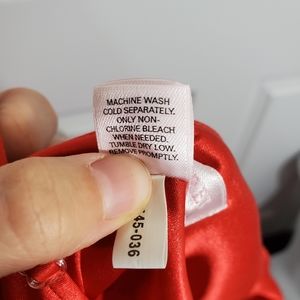 MACHINE WASH
COLD SEPARATELY.
ONLY NON-
CHLORINE BLEACH
WHEN NEEDED.
TUMBLE DRY LOW.
REMOVE PROMPTLY.
45-036